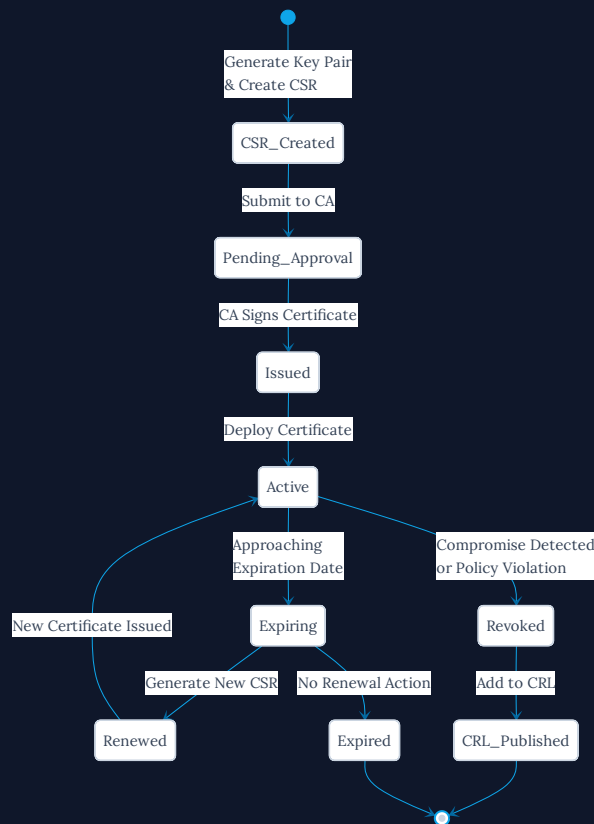 Generate Key Pair
& Create CSR
CSR_Created
Submit to CA
Pending_Approval
CA Signs Certificate
Issued
Deploy Certificate
Active
Approaching
Expiration Date
Compromise Detected
or Policy Violation
New Certificate Issued
Expiring
Revoked
Generate New CSR
No Renewal Action
Add to CRL
Renewed
Expired
CRL_Published